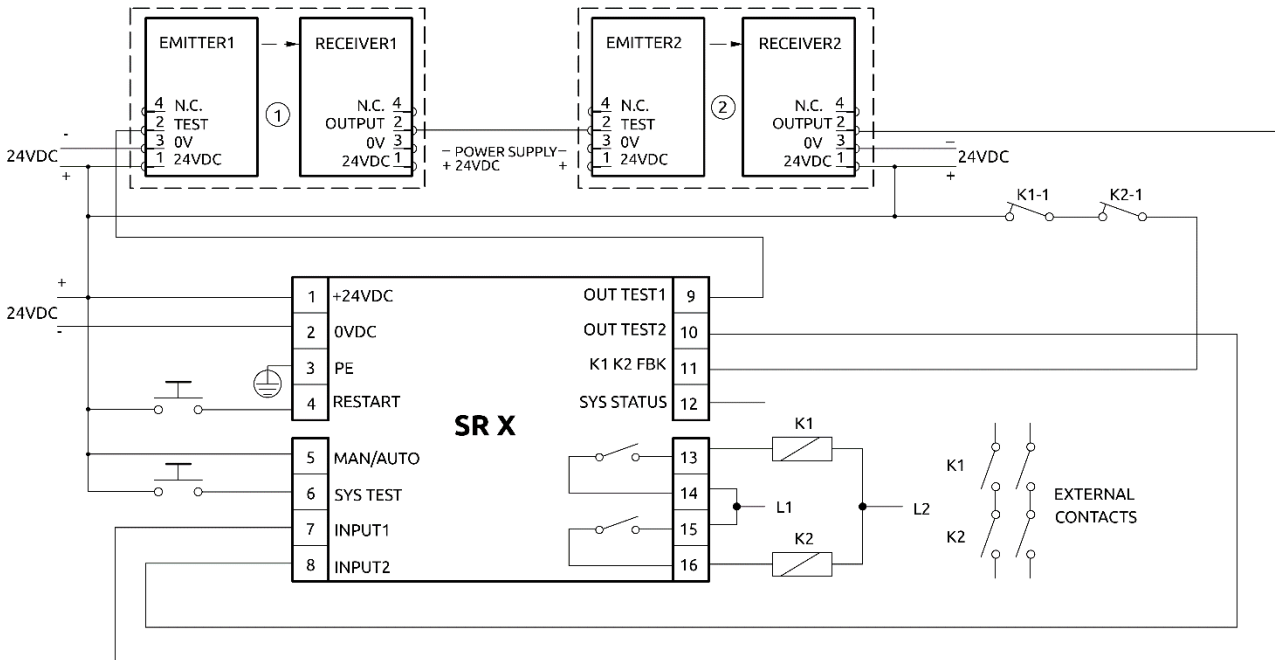 EMITTER1
RECEIVER1
EMITTER2
RECEIVER2
4 N.C.
2 TEST
3 0V
1 24VDC
1
N.C. 4
OUTPUT 2
0V 3
24VDC 1
4 N.C.
2 TEST
3 0V
1 24VDC
2
N.C. 4
OUTPUT 2
0V 3
24VDC 1
-
24VDC
+
– POWER SUPPLY –
+ 24VDC +
–
24VDC
+
K1-1
K2-1
+
24VDC
-
1 +24VDC
2 0VDC
3 PE
4 RESTART
5 MAN/AUTO
6 SYS TEST
7 INPUT1
8 INPUT2
SR X
OUT TEST1 9
OUT TEST2 10
K1 K2 FBK 11
SYS STATUS 12
13
14
15
16
K1
L1
K2
L2
K1
K2
EXTERNAL
CONTACTS